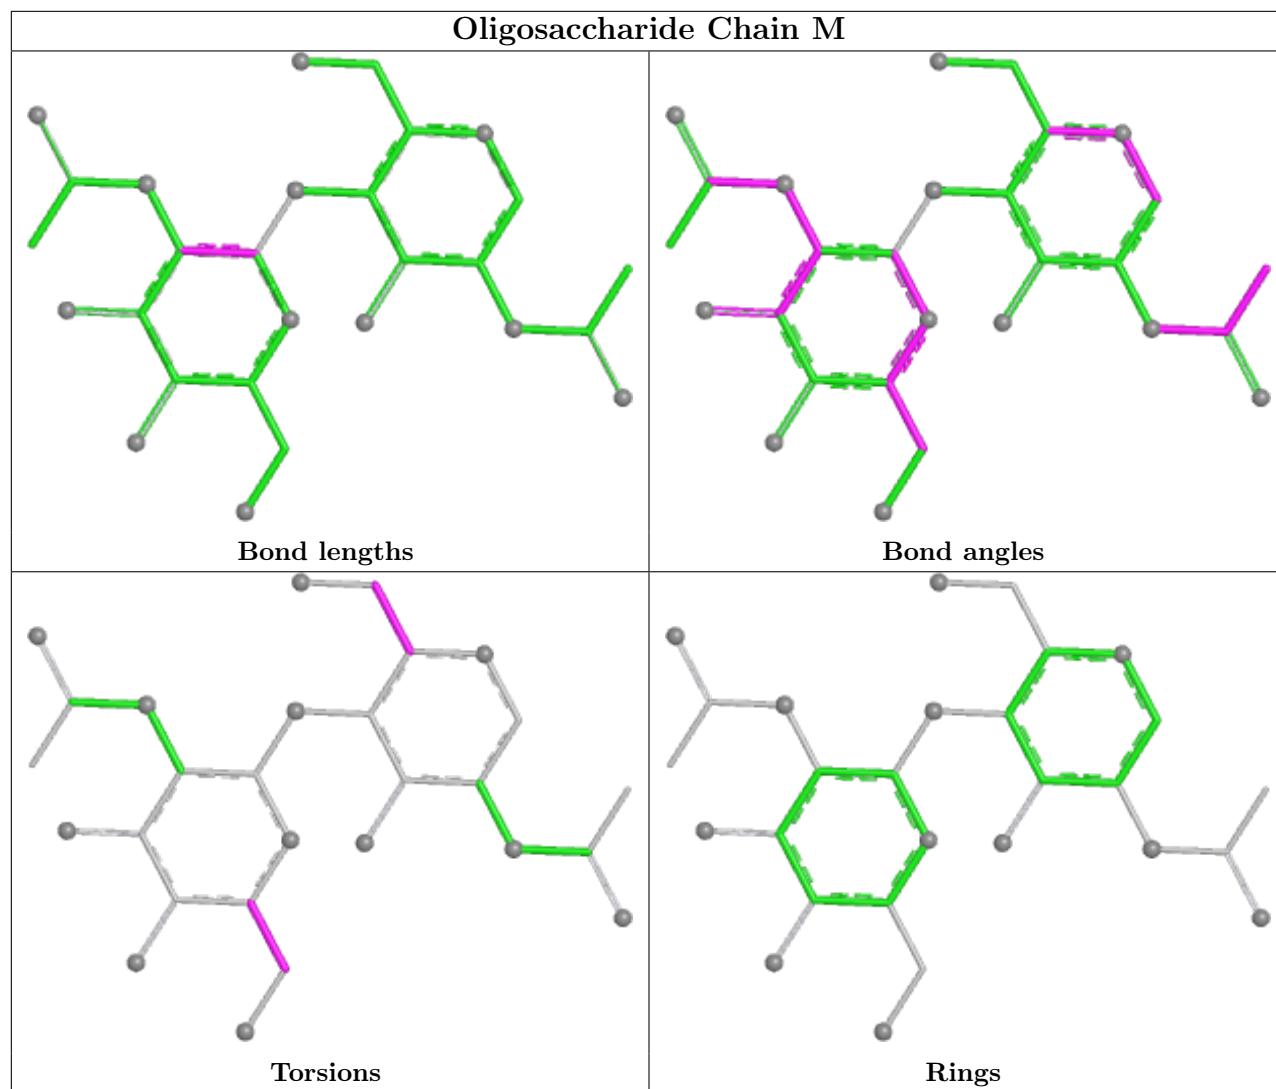 Oligosaccharide Chain M
Bond lengths
Bond angles
Torsions
Rings